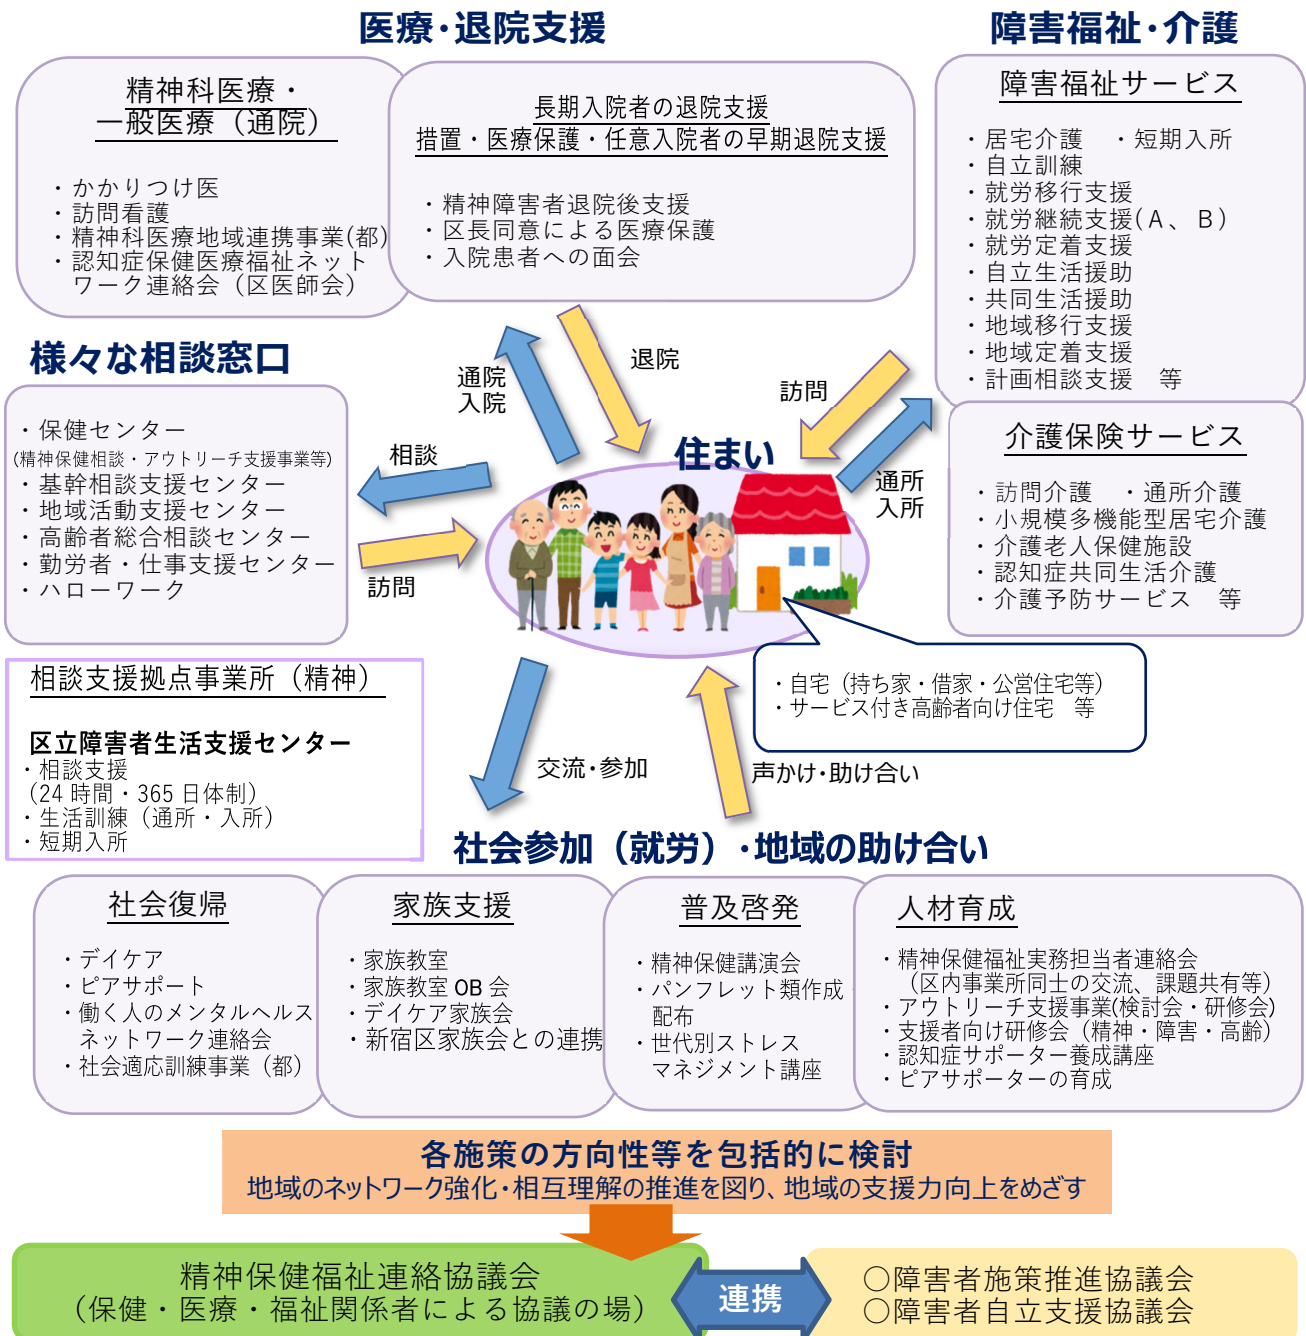 医療・退院支援
精神科医療・
一般医療（通院）
・かかりつけ医
・訪問看護
・精神科医療地域連携事業(都)
・認知症保健医療福祉ネット
ワーク連絡会（区医師会）
長期入院者の退院支援
措置・医療保護・任意入院者の早期退院支援
・精神障害者退院後支援
・区長同意による医療保護
・入院患者への面会
障害福祉・介護
障害福祉サービス
・居宅介護　・短期入所
・自立訓練
・就労移行支援
・就労継続支援(Ａ、Ｂ)
・就労定着支援
・自立生活援助
・共同生活援助
・地域移行支援
・地域定着支援
・計画相談支援　等
介護保険サービス
・訪問介護　・通所介護
・小規模多機能型居宅介護
・介護老人保健施設
・認知症共同生活介護
・介護予防サービス　等
様々な相談窓口
・保健センター
(精神保健相談・アウトリーチ支援事業等)
・基幹相談支援センター
・地域活動支援センター
・高齢者総合相談センター
・勤労者・仕事支援センター
・ハローワーク
通院
入院
退院
訪問
通所
入所
相談
訪問
住まい
・自宅（持ち家・借家・公営住宅等）
・サービス付き高齢者向け住宅　等
相談支援拠点事業所（精神）
区立障害者生活支援センター
・相談支援
(24時間・365日体制)
・生活訓練（通所・入所）
・短期入所
交流・参加
声かけ・助け合い
社会参加（就労）・地域の助け合い
社会復帰
・デイケア
・ピアサポート
・働く人のメンタルヘルス
ネットワーク連絡会
・社会適応訓練事業（都）
家族支援
・家族教室
・家族教室OB会
・デイケア家族会
・新宿区家族会との連携
普及啓発
・精神保健講演会
・パンフレット類作成・
配布
・世代別ストレス
マネジメント講座
人材育成
・精神保健福祉実務担当者連絡会
（区内事業所同士の交流、課題共有等）
・アウトリーチ支援事業(検討会・研修会)
・支援者向け研修会（精神・障害・高齢）
・認知症サポーター養成講座
・ピアサポーターの育成
各施策の方向性等を包括的に検討
地域のネットワーク強化・相互理解の推進を図り、地域の支援力向上をめざす
精神保健福祉連絡協議会
（保健・医療・福祉関係者による協議の場）
連携
○障害者施策推進協議会
○障害者自立支援協議会